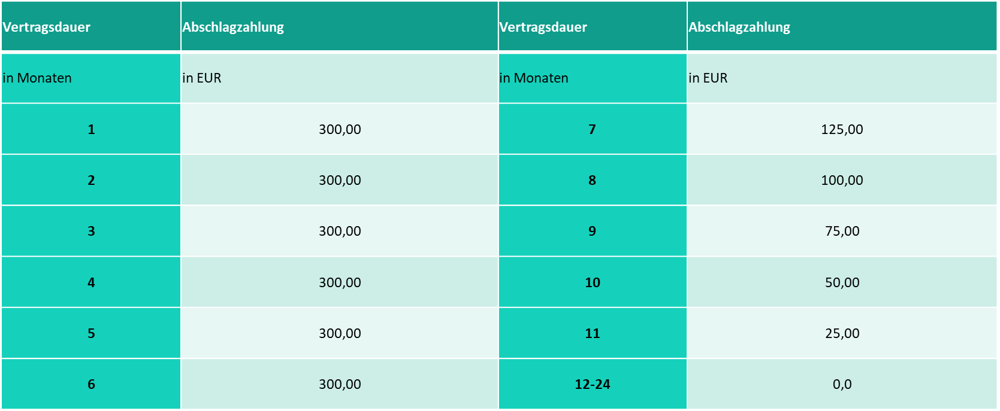 Vertragsdauer Abschlagzahlung Vertragsdauer Abschlagzahlung
in Monaten in EUR in Monaten in EUR
1 300,00 7 125,00
2 300,00 8 100,00
3 300,00 9 75,00
4 300,00 10 50,00
5 300,00 11 25,00
6 300,00 12-24 0,0